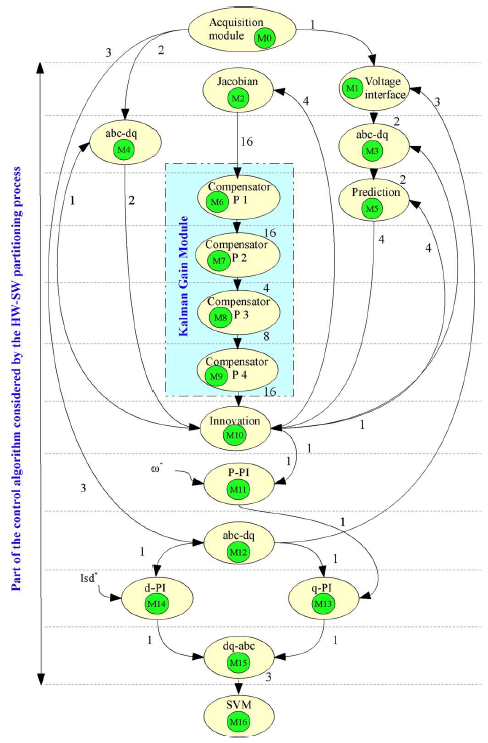 Acquisition
module M0
1
3
2
Jacobian
M2
M1 Voltage
interface
4
3
abc-dq
M4
2
abc-dq
M3
16
1
2
2
Prediction
M5
Compensator
M6 P 1
4
4
16
Compensator
M7 P 2
4
Compensator
M8 P 3
8
Compensator
M9 P 4
16
Kalman Gain Module
Innovation
M10
1
1
1
ω*
P-PI
M11
3
1
abc-dq
M12
1
1
Isd*
d-PI
M14
q-PI
M13
1
1
dq-abc
M15
3
SVM
M16
Part of the control algorithm considered by the HW-SW partitioning process